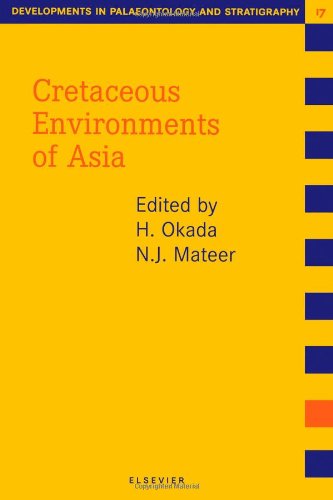 DEVELOPMENTS IN PALAEONTOLOGY AND STRATIGRAPHY 17
Cretaceous
Environments
of Asia
Edited by
H. Okada
N.J. Mateer
ELSEVIER